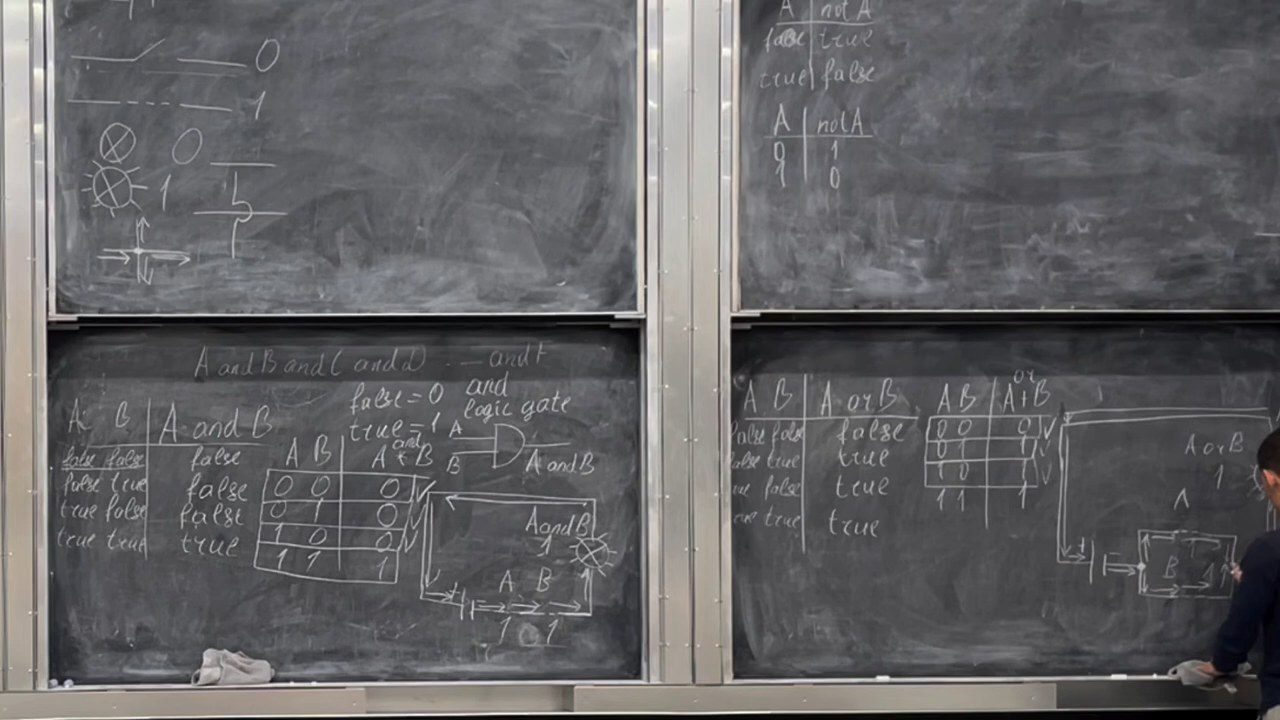 0
1
0
1
A | not A
false | true
true | false
A | not A
0 | 1
1 | 0
A and B and C and d ... and F
false = 0 and
true = 1 logic gate
A
B
A and B
A B | A and B
false false | false
false true | false
true false | false
true true | true
and
A B | A * B
0 0 | 0
0 1 | 0
1 0 | 0
1 1 | 1
A and B
1
A B
1 1
A B | A or B
false false | false
false true | true
true false | true
true true | true
or
A B | A + B
0 0 | 0
0 1 | 1
1 0 | 1
1 1 | 1
A or B
1
A
1
B 1 1